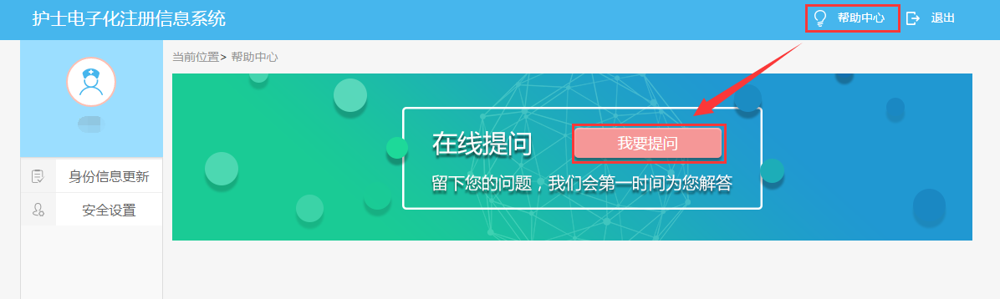 护士电子化注册信息系统
帮助中心
退出
当前位置> 帮助中心
在线提问
我要提问
留下您的问题，我们会第一时间为您解答
身份信息更新
安全设置